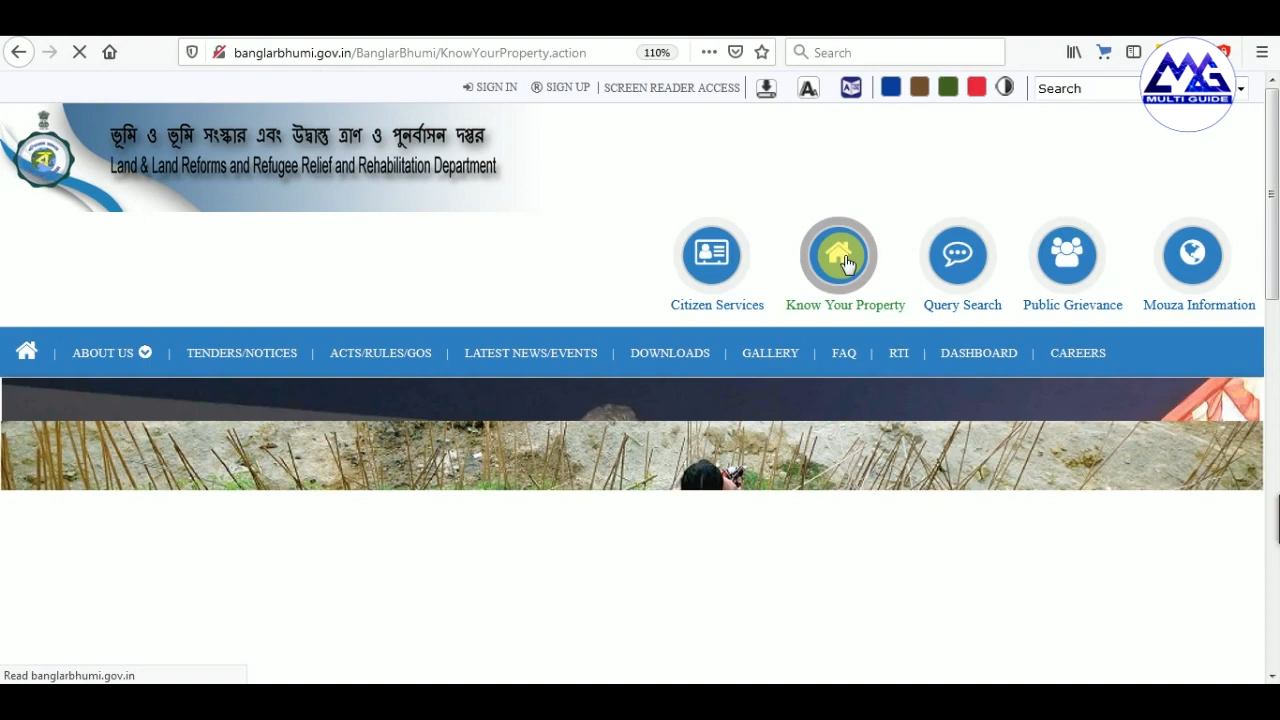 banglarbhumi.gov.in/BanglarBhumi/KnowYourProperty.action
110%
Search
SIGN IN
SIGN UP
SCREEN READER ACCESS
A
Search
MG
MULTI GUIDE
ভূমি ও ভূমি সংস্কার এবং উদ্বাস্তু ত্রাণ ও পুনর্বাসন দপ্তর
Land & Land Reforms and Refugee Relief and Rehabilitation Department
ব
Citizen Services
Know Your Property
Query Search
Public Grievance
Mouza Information
ABOUT US | TENDERS/NOTICES | ACTS/RULES/GOS | LATEST NEWS/EVENTS | DOWNLOADS | GALLERY | FAQ | RTI | DASHBOARD | CAREERS
Read banglarbhumi.gov.in